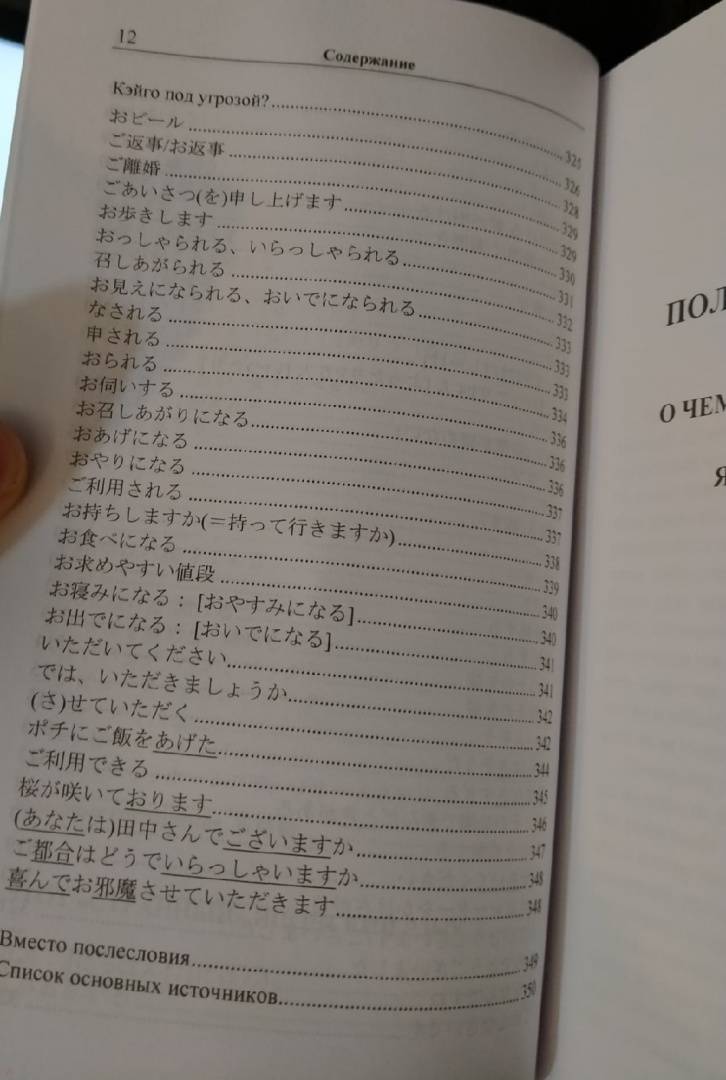 12
Содержание
Кэйго под угрозой?..........325
おビール..........326
ご返事/お返事..........328
ご離婚..........329
ごあいさつ(を)申し上げます..........329
お歩きします..........330
おっしゃられる、いらっしゃられる..........331
召しあがられる..........332
お見えになられる、おいでになられる..........333
なされる..........333
申される..........333
おられる..........334
お伺いする..........336
お召しあがりになる..........336
おあげになる..........336
おやりになる..........337
ご利用される..........337
お持ちしますか(＝持って行きますか)..........338
お食べになる..........339
お求めやすい値段..........340
お寝みになる： [おやすみになる]..........340
お出でになる： [おいでになる]..........341
いただいてください..........341
では、いただきましょうか..........342
(さ)せていただく..........342
ポチにご飯をあげた..........344
ご利用できる..........345
桜が咲いております..........346
(あなたは)田中さんでございますか..........347
ご都合はどうでいらっしゃいますか..........348
喜んでお邪魔させていただきます..........348
Вместо послесловия..........349
Список основных источников..........350
ПОЛ
О ЧЕМ
Я